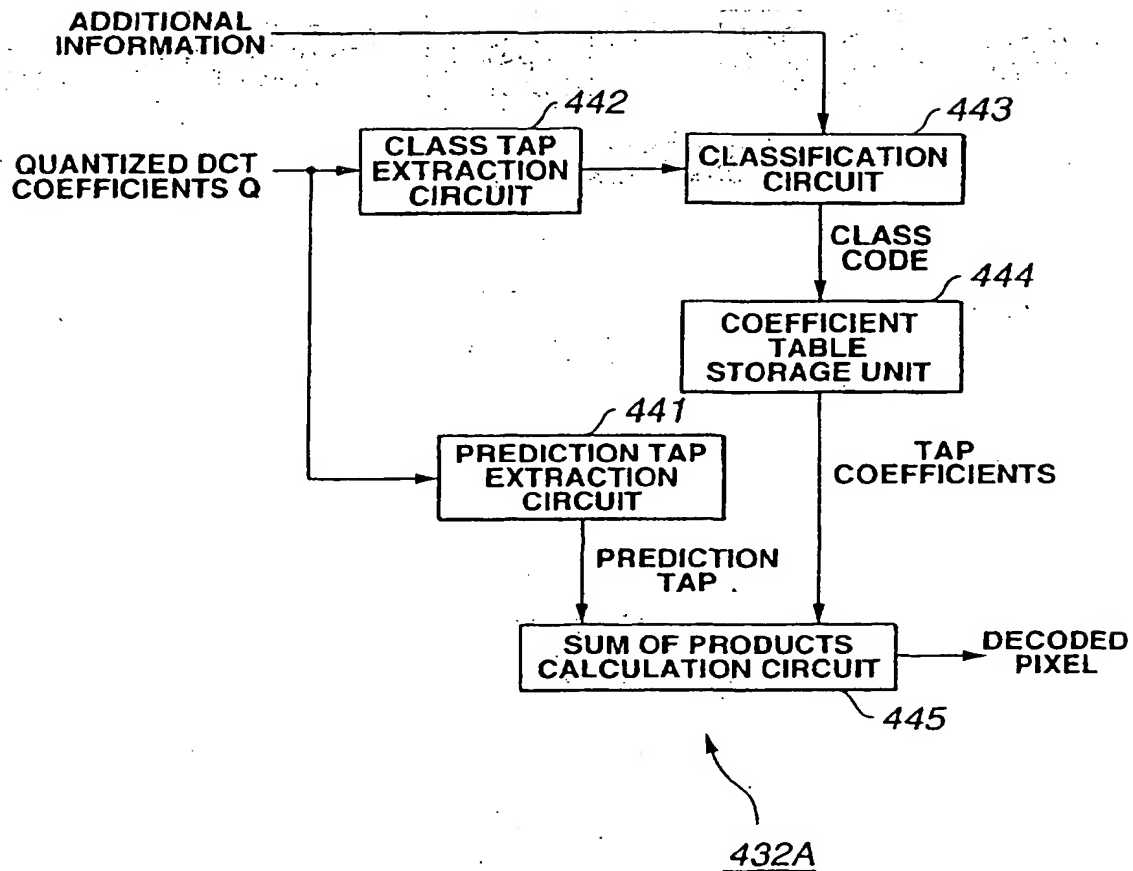 ADDITIONAL
INFORMATION
442
443
QUANTIZED DCT
COEFFICIENTS Q
CLASS TAP
EXTRACTION
CIRCUIT
CLASSIFICATION
CIRCUIT
CLASS
CODE
444
COEFFICIENT
TABLE
STORAGE UNIT
441
PREDICTION TAP
EXTRACTION
CIRCUIT
TAP
COEFFICIENTS
PREDICTION
TAP
SUM OF PRODUCTS
CALCULATION CIRCUIT
DECODED
PIXEL
445
432A